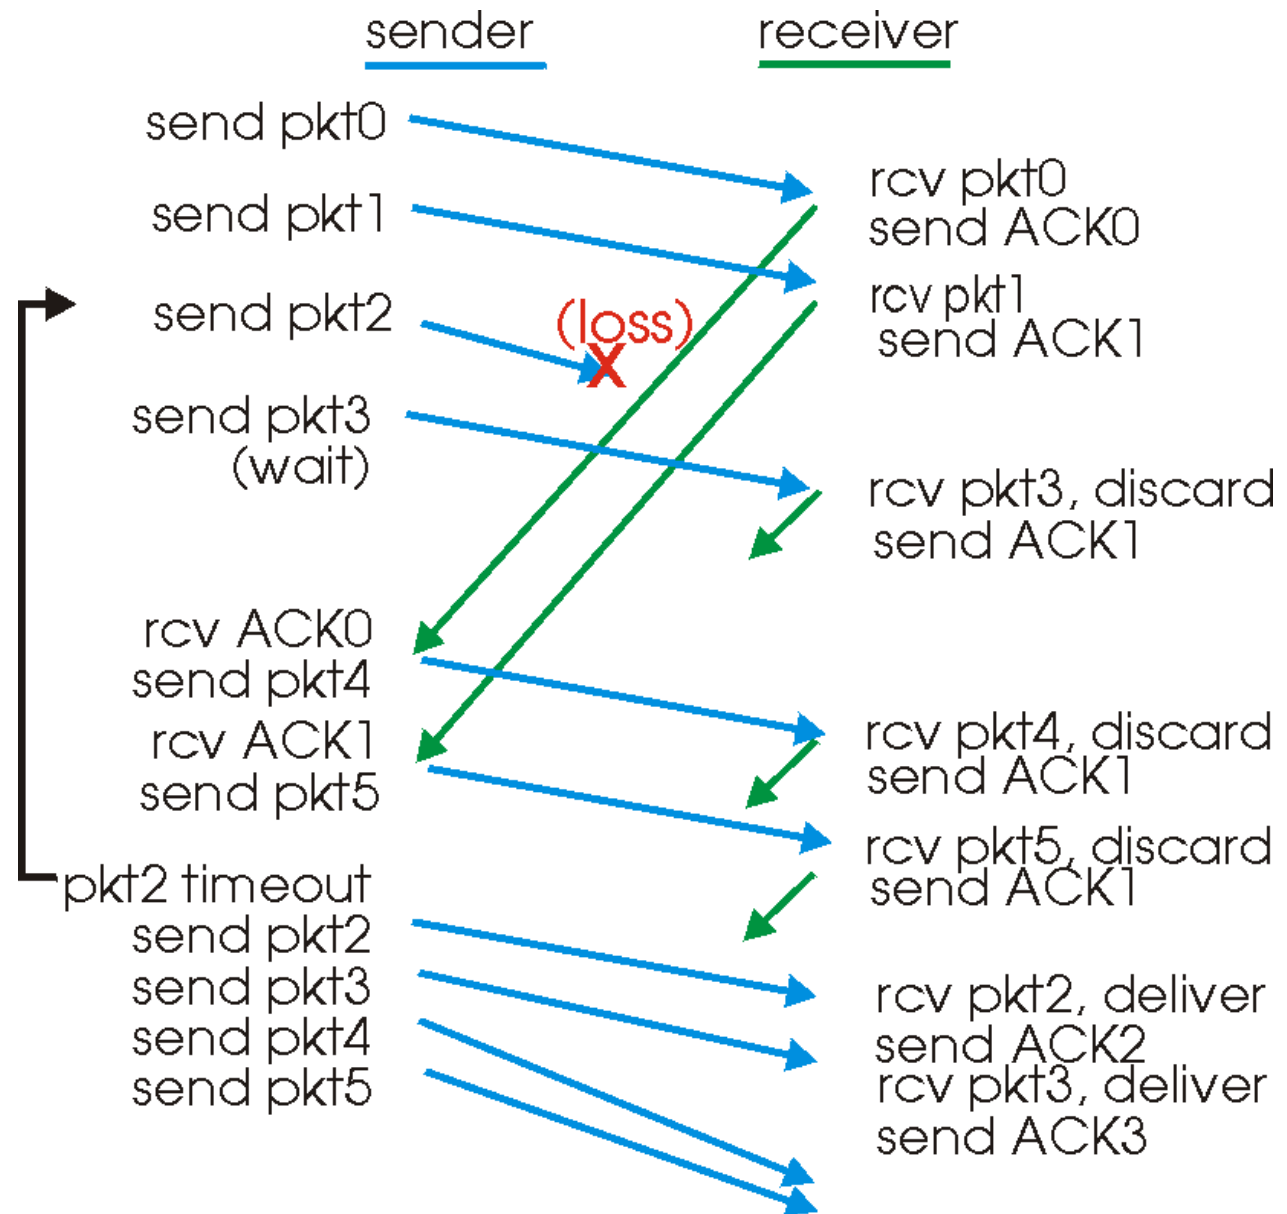 sender
receiver
send pkt0
rcv pkt0
send ACK0
send pkt1
rcv pkt1
send ACK1
send pkt2
(loss)
X
send pkt3
(wait)
rcv pkt3, discard
send ACK1
rcv ACK0
send pkt4
rcv ACK1
send pkt5
rcv pkt4, discard
send ACK1
rcv pkt5, discard
send ACK1
pkt2 timeout
send pkt2
send pkt3
send pkt4
send pkt5
rcv pkt2, deliver
send ACK2
rcv pkt3, deliver
send ACK3